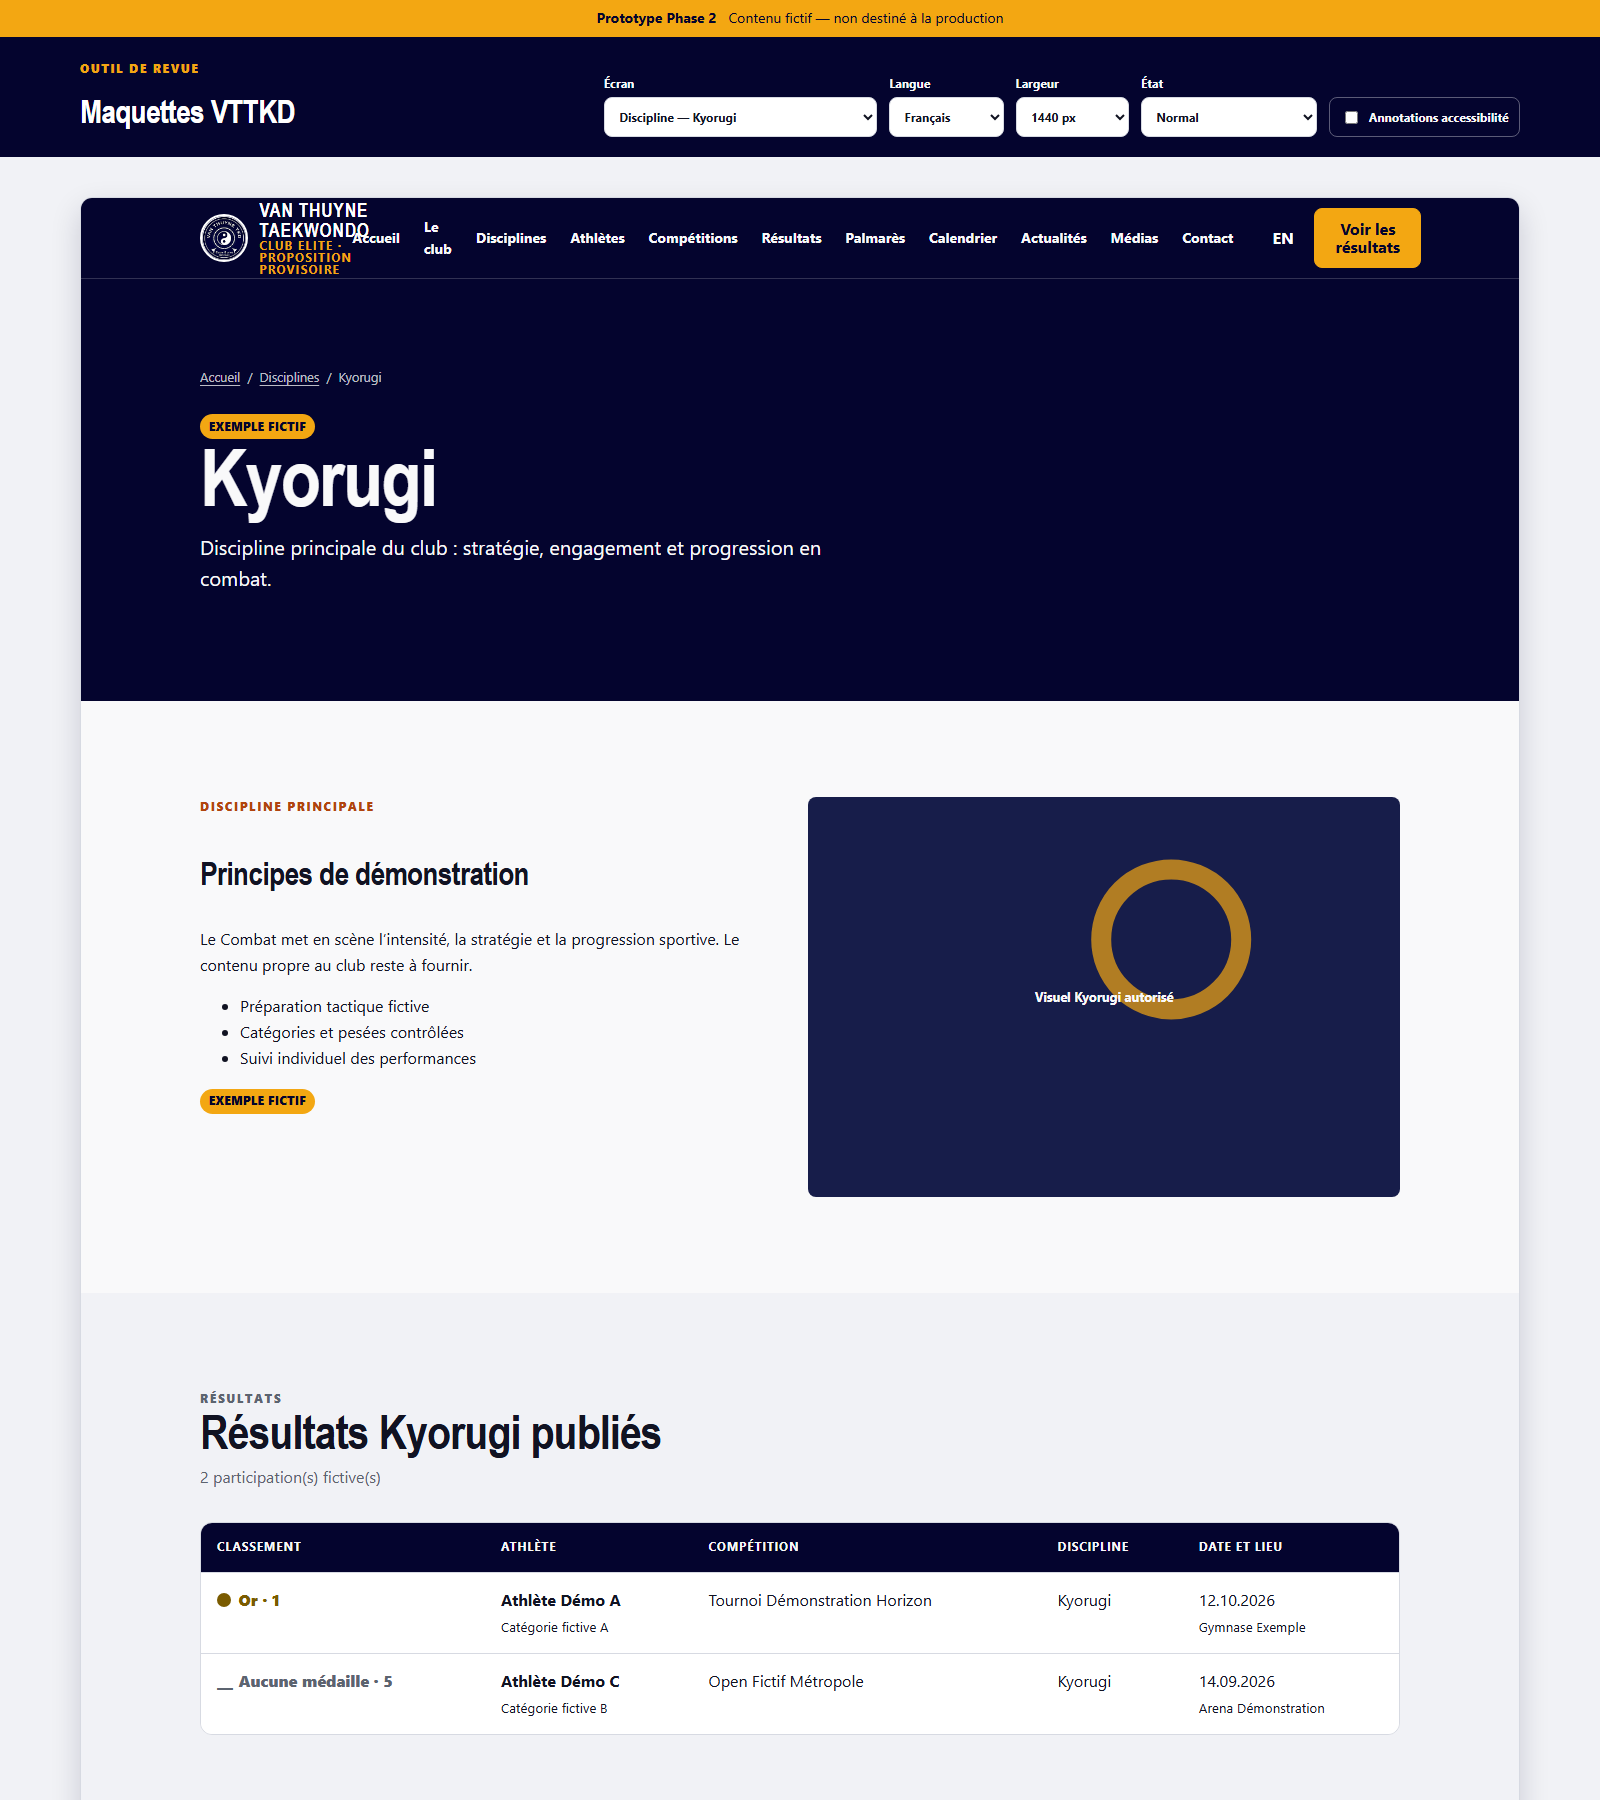 Prototype Phase 2 Contenu fictif — non destiné à la production
OUTIL DE REVUE
Maquettes VTTKD
Écran
Discipline — Kyorugi
Langue
Français
Largeur
1440 px
État
Normal
Annotations accessibilité
VAN THUYNE
TAEKWONDO
CLUB ELITE ·
PROPOSITION
PROVISOIRE
Accueil
Le
club
Disciplines
Athlètes
Compétitions
Résultats
Palmarès
Calendrier
Actualités
Médias
Contact
EN
Voir les
résultats
Accueil / Disciplines / Kyorugi
EXEMPLE FICTIF
Kyorugi
Discipline principale du club : stratégie, engagement et progression en
combat.
DISCIPLINE PRINCIPALE
Principes de démonstration
Le Combat met en scène l’intensité, la stratégie et la progression sportive. Le
contenu propre au club reste à fournir.
• Préparation tactique fictive
• Catégories et pesées contrôlées
• Suivi individuel des performances
EXEMPLE FICTIF
Visuel Kyorugi autorisé
RÉSULTATS
Résultats Kyorugi publiés
2 participation(s) fictive(s)
CLASSEMENT ATHLÈTE COMPÉTITION DISCIPLINE DATE ET LIEU
Or · 1 Athlète Démo A Tournoi Démonstration Horizon Kyorugi 12.10.2026
Catégorie fictive A Gymnase Exemple
— Aucune médaille · 5 Athlète Démo C Open Fictif Métropole Kyorugi 14.09.2026
Catégorie fictive B Arena Démonstration